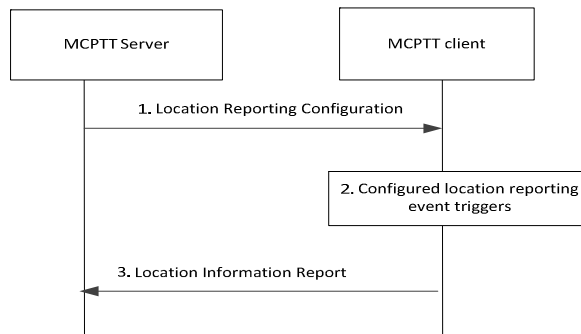 MCPTT Server
MCPTT client
1. Location Reporting Configuration
2. Configured location reporting
event triggers
3. Location Information Report